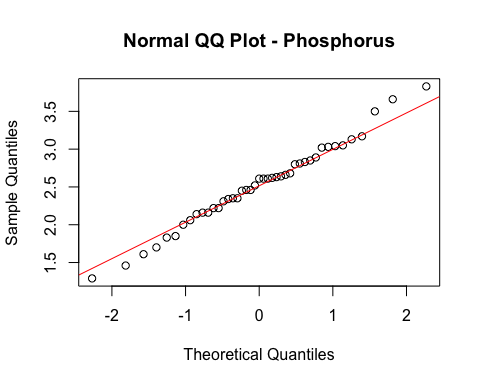 Normal QQ Plot - Phosphorus
Sample Quantiles
3.5
3.0
2.5
2.0
1.5
-2 -1 0 1 2
Theoretical Quantiles